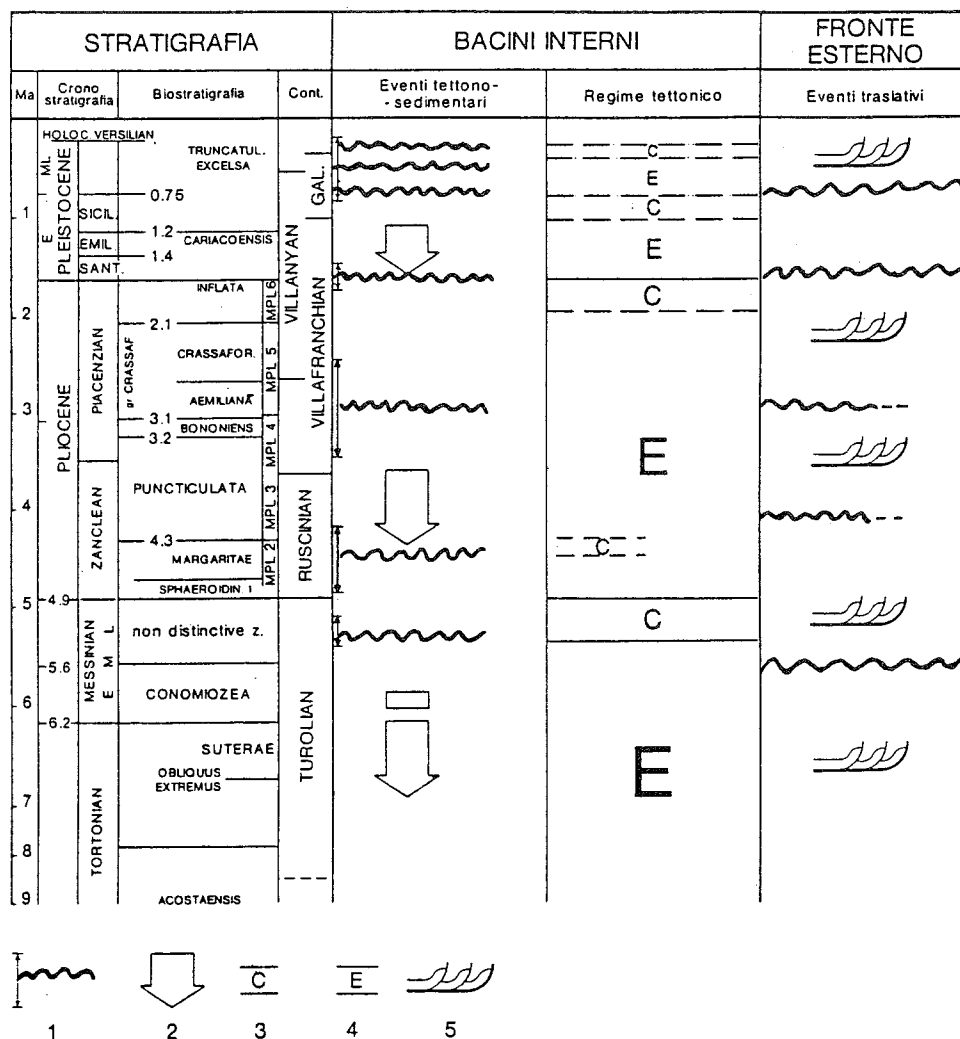 STRATIGRAFIA
BACINI INTERNI
FRONTE
ESTERNO
Ma
Crono
stratigrafia
Biostratigrafia
Cont.
Eventi tettono-
-sedimentari
Regime tettonico
Eventi traslativi
HOLOC. VERSILIAN
ML
E
PLEISTOCENE
TRUNCATUL.
EXCELSA
GAL.
C
E
0.75
1
SICIL.
C
1.2
EMIL.
CARIACOENSIS
1.4
SANT.
E
VILLANYAN
VILLAFRANCHIAN
INFLATA
MPL6
C
2
2.1
PLIOCENE
PIACENZIAN
gr CRASSAF
CRASSAFOR.
MPL 5
AEMILIANA
3
3.1
BONONIENS
3.2
MPL 4
E
ZANCLEAN
PUNCTICULATA
MPL 3
4
RUSCINIAN
4.3
C
MARGARITAE
MPL 2
SPHAEROIDIN. 1
5
4.9
MESSINIAN
E M L
non distinctive z.
C
5.6
6
CONOMIOZEA
6.2
TUROLIAN
TORTONIAN
SUTERAE
E
OBLIQUUS
EXTREMUS
7
8
9
ACOSTAENSIS
C
E
1
2
3
4
5